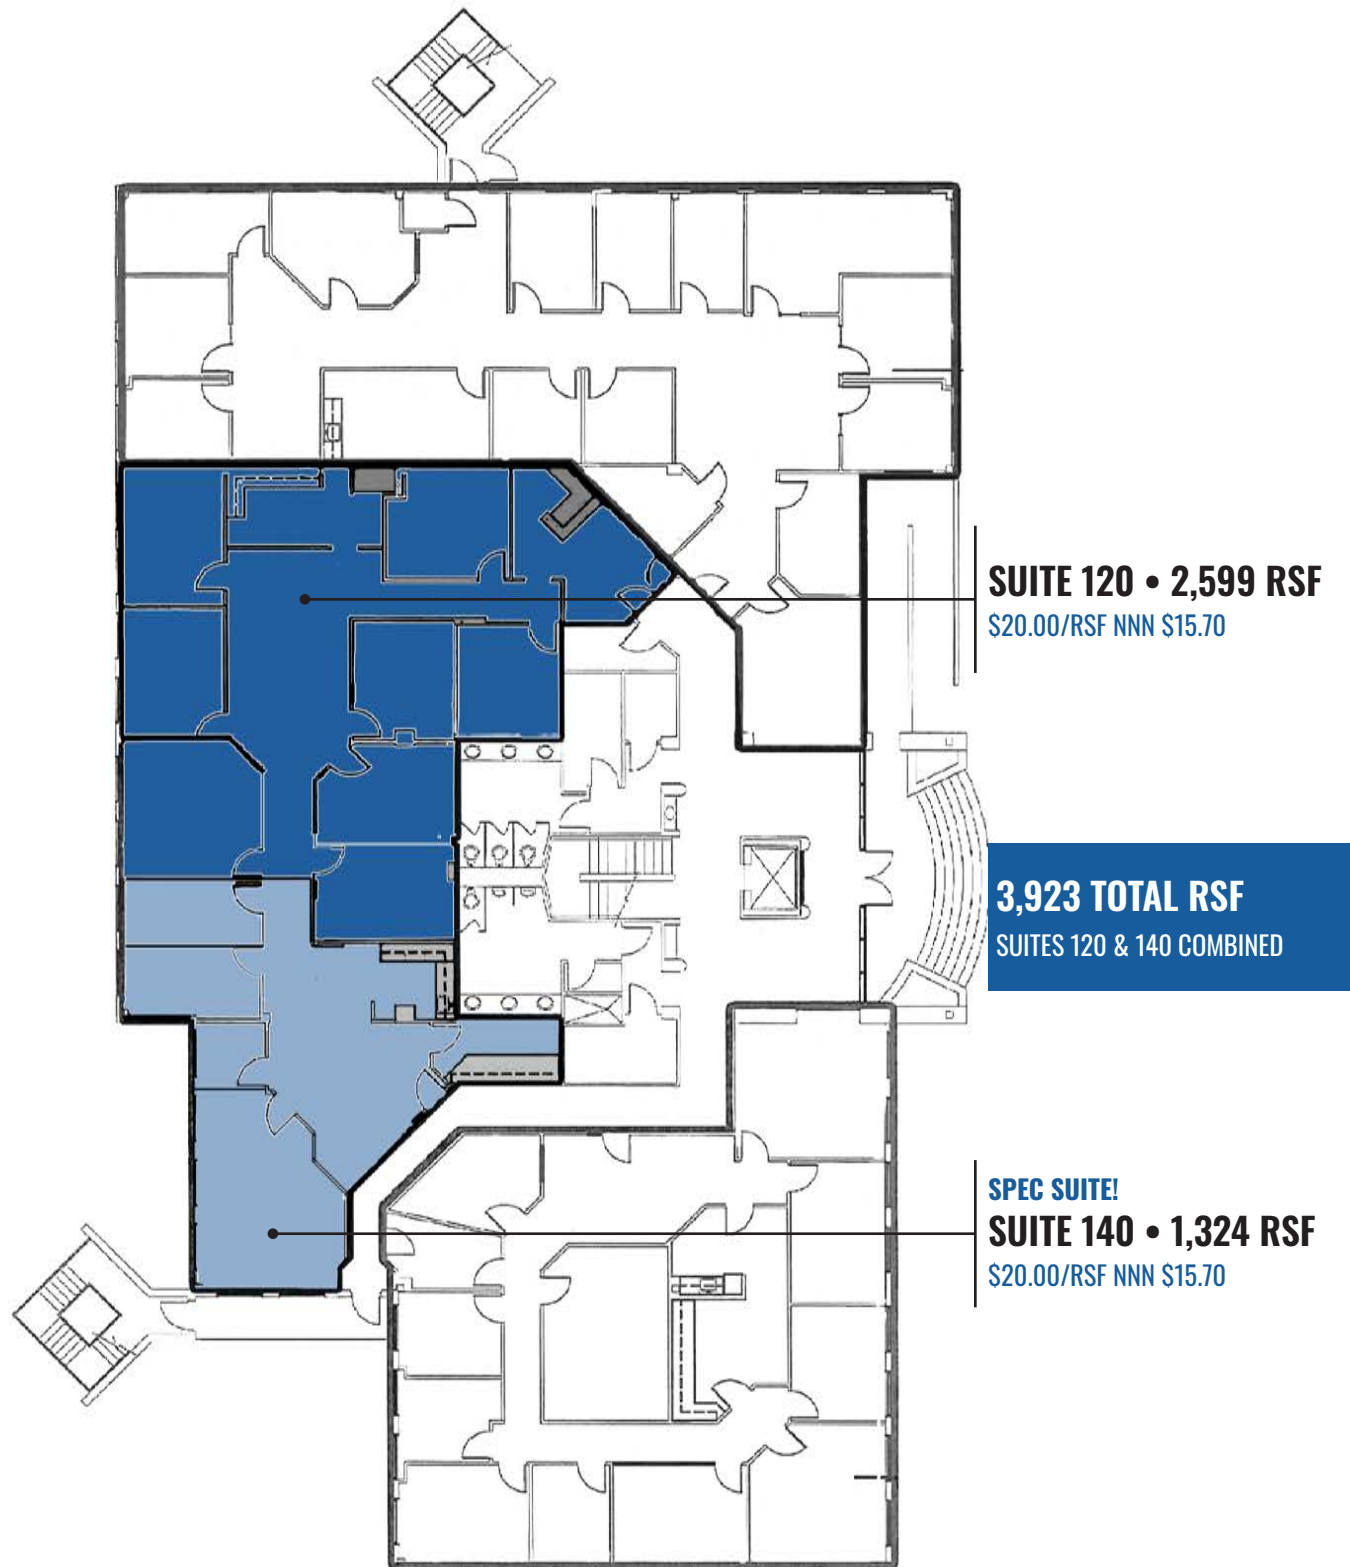 SUITE 120 • 2,599 RSF
$20.00/RSF NNN $15.70
3,923 TOTAL RSF
SUITES 120 & 140 COMBINED
SPEC SUITE!
SUITE 140 • 1,324 RSF
$20.00/RSF NNN $15.70